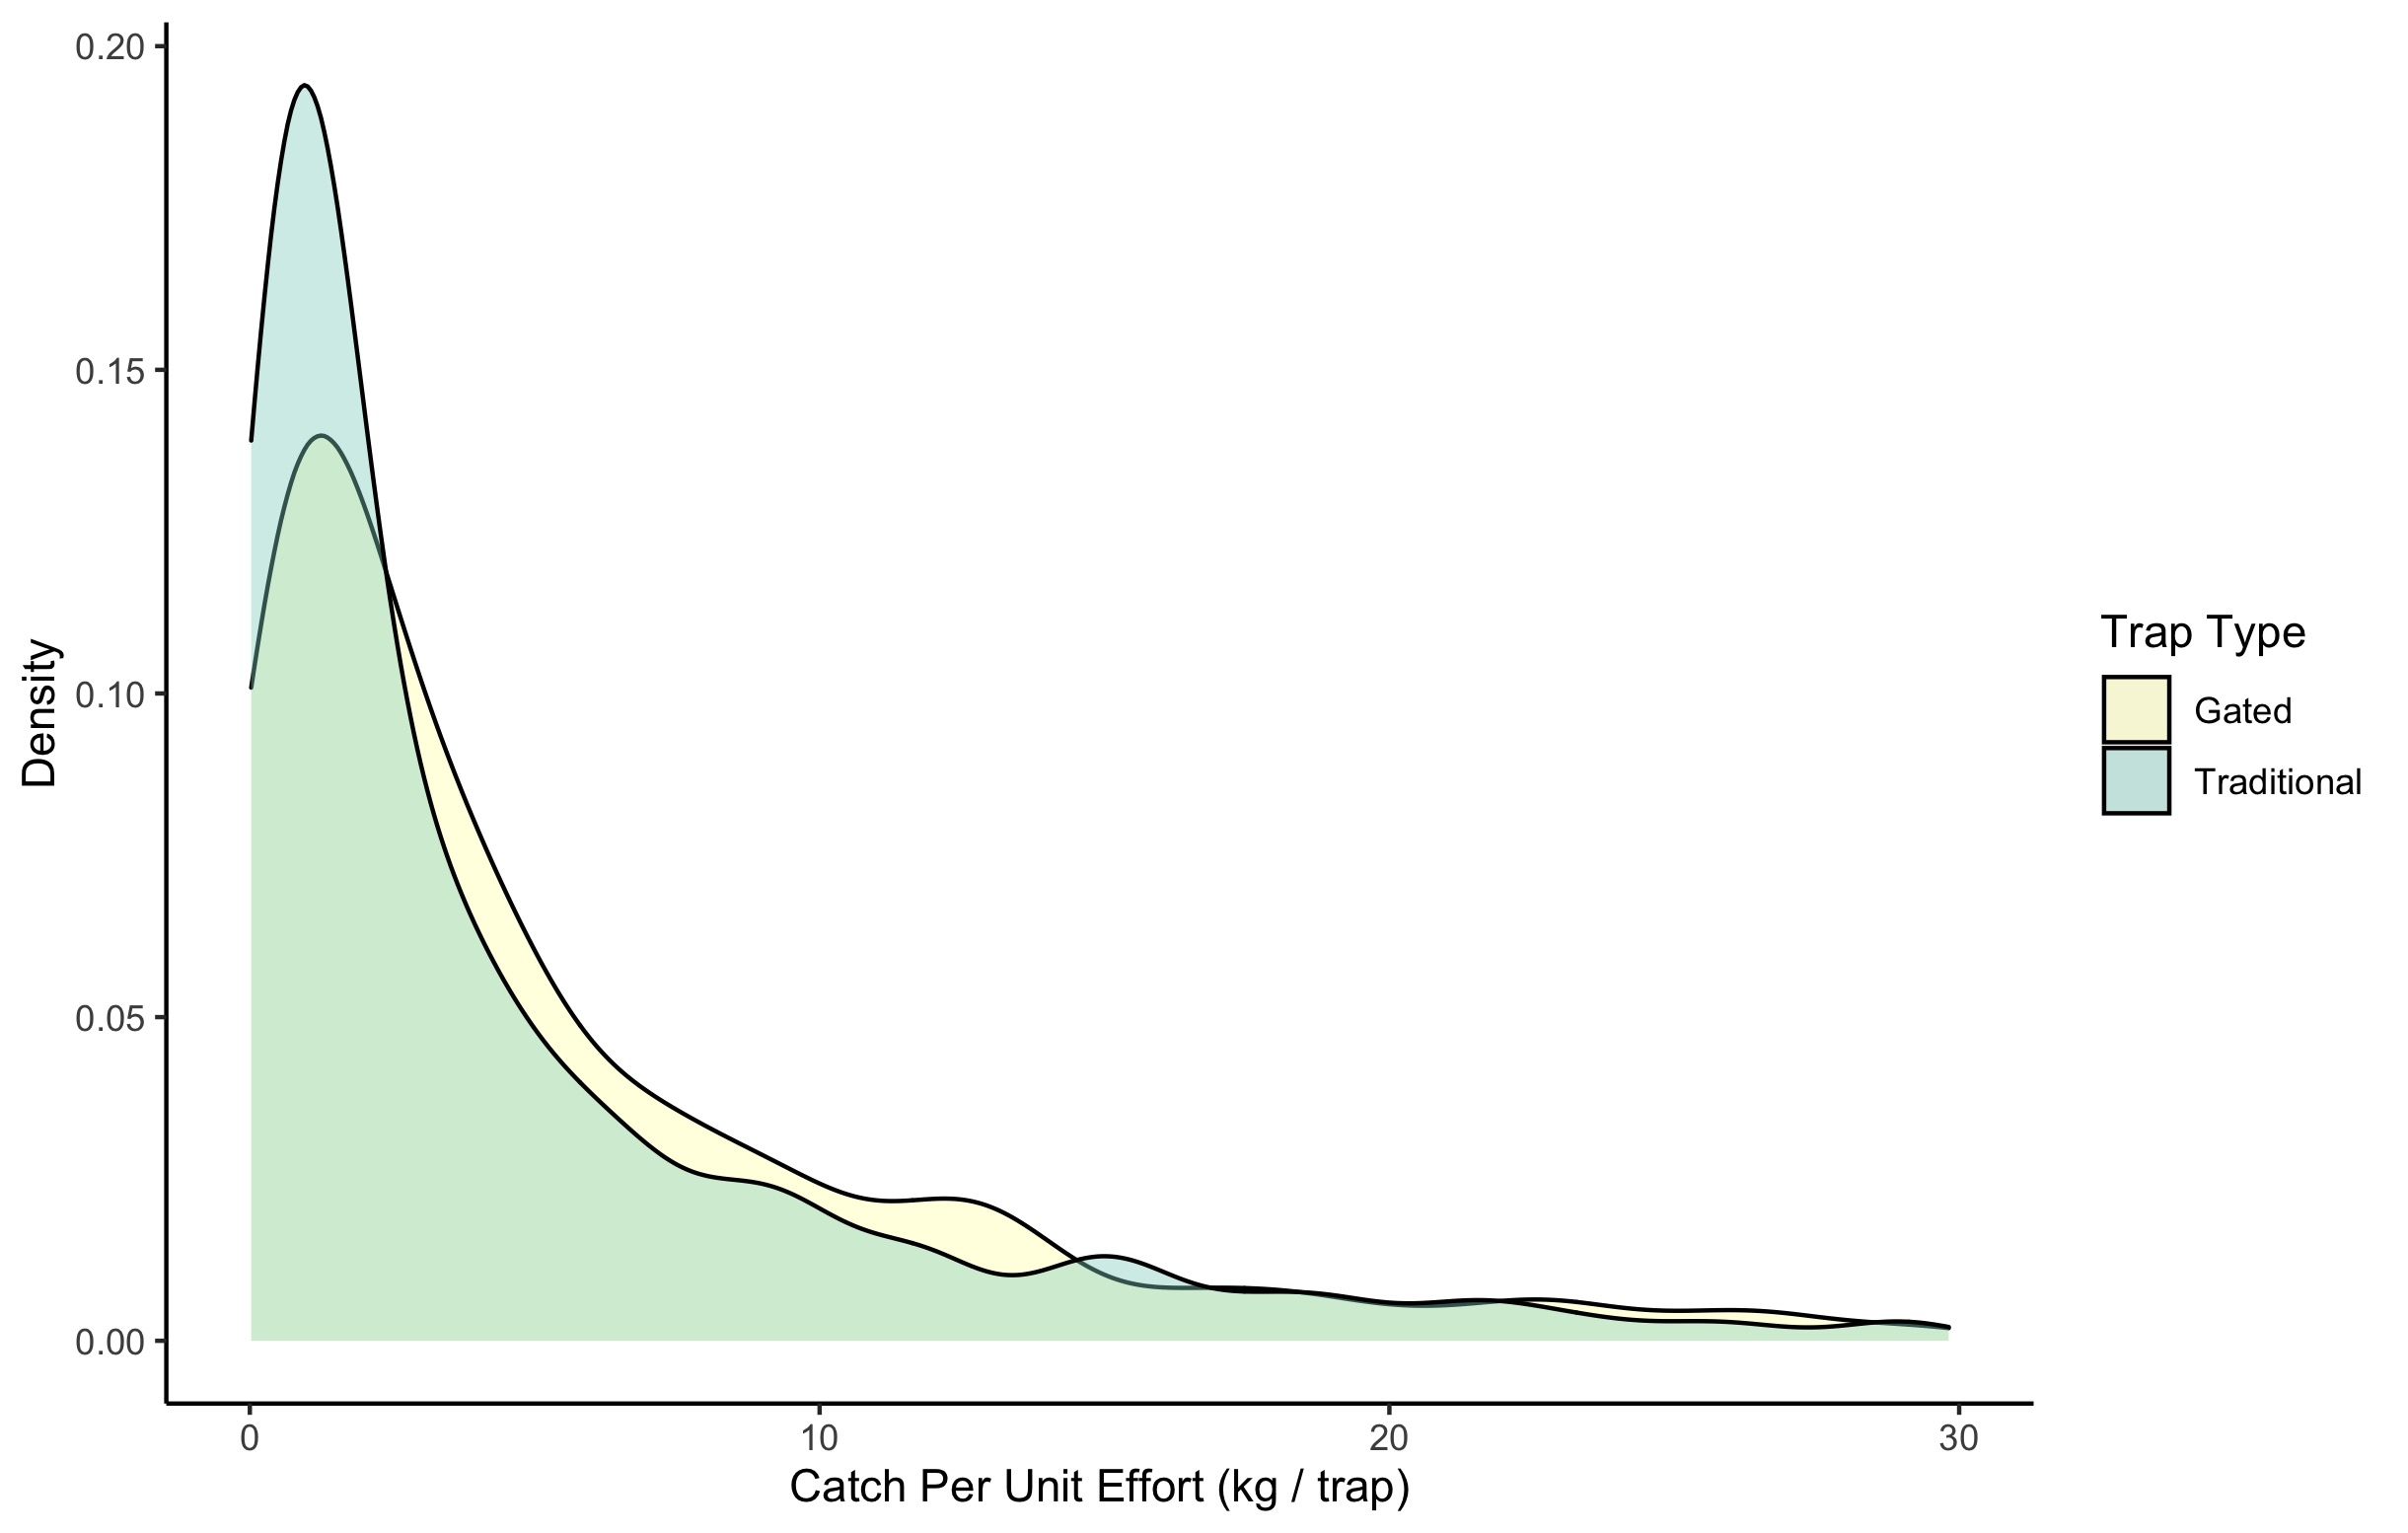 0.20
0.15
0.10
0.05
0.00
Density
0 10 20 30
Catch Per Unit Effort (kg / trap)
Trap Type
Gated
Traditional